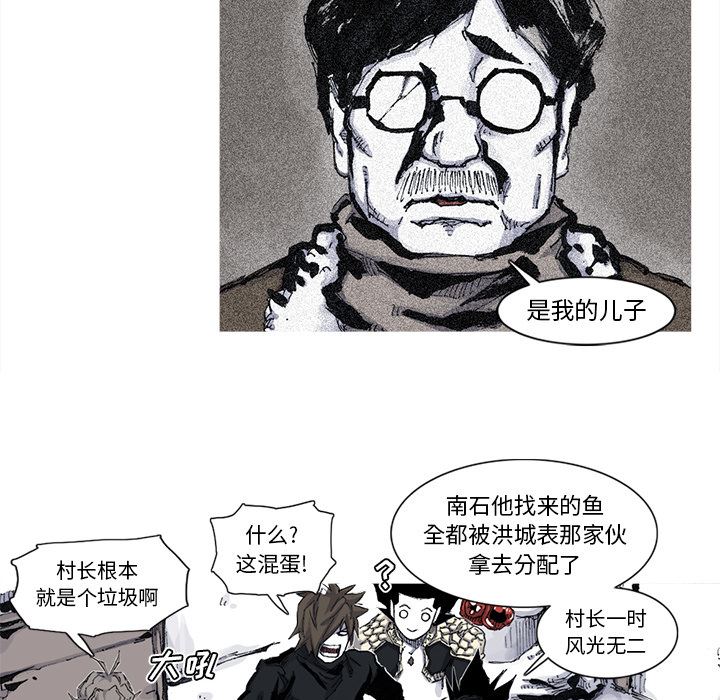 是我的儿子
南石他找来的鱼
全都被洪城表那家伙
拿去分配了
什么?
这混蛋!
村长根本
就是个垃圾啊
?
村长一时
风光无二
大吼